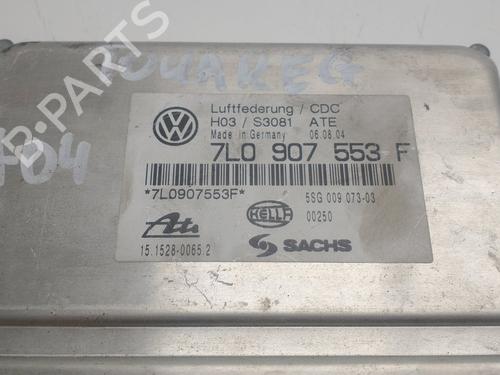 B-PARTS
TOUAREG
04
Luftfederung / CDC
H03 / S3081 ATE
Made in Germany 06.08.04
7L0 907 553 F
*7L0907553F*
5SG 009 073-03
HELLA
00250
Ate
SACHS
15.1528-0065.2